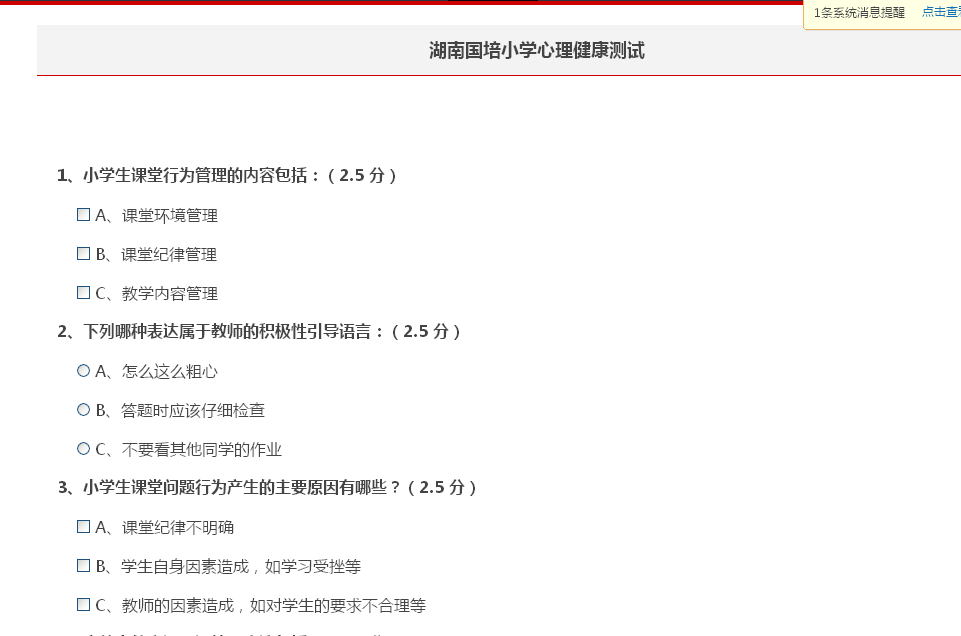 1条系统消息提醒 点击查看
湖南国培小学心理健康测试
1、小学生课堂行为管理的内容包括：（2.5 分）
A、课堂环境管理
B、课堂纪律管理
C、教学内容管理
2、下列哪种表达属于教师的积极性引导语言：（2.5 分）
A、怎么这么粗心
B、答题时应该仔细检查
C、不要看其他同学的作业
3、小学生课堂问题行为产生的主要原因有哪些？（2.5 分）
A、课堂纪律不明确
B、学生自身因素造成，如学习受挫等
C、教师的因素造成，如对学生的要求不合理等